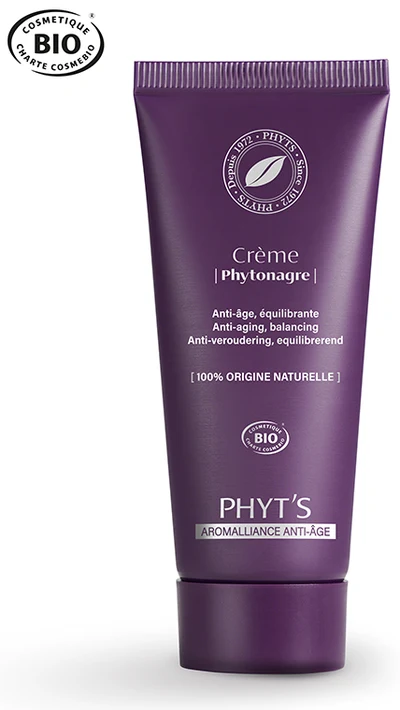 COSMETIQUE
BIO
CHARTE COSMEBIO
PHYT'S • Since 1972 • PHYT'S • Depuis 1972 •
Crème
| Phytonagre |
Anti-âge, équilibrante
Anti-aging, balancing
Anti-veroudering, equilibrerend
[ 100% ORIGINE NATURELLE ]
COSMETIQUE
BIO
CHARTE COSMEBIO
PHYT'S
AROMALLIANCE ANTI-ÂGE